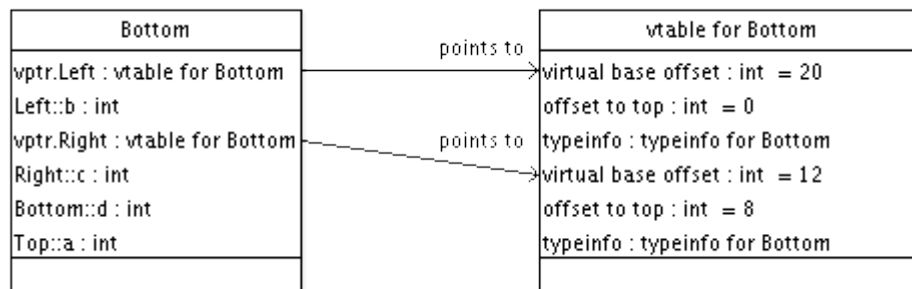 Bottom
vptr.Left : vtable for Bottom
Left::b : int
vptr.Right : vtable for Bottom
Right::c : int
Bottom::d : int
Top::a : int
points to
points to
vtable for Bottom
virtual base offset : int = 20
offset to top : int = 0
typeinfo : typeinfo for Bottom
virtual base offset : int = 12
offset to top : int = 8
typeinfo : typeinfo for Bottom